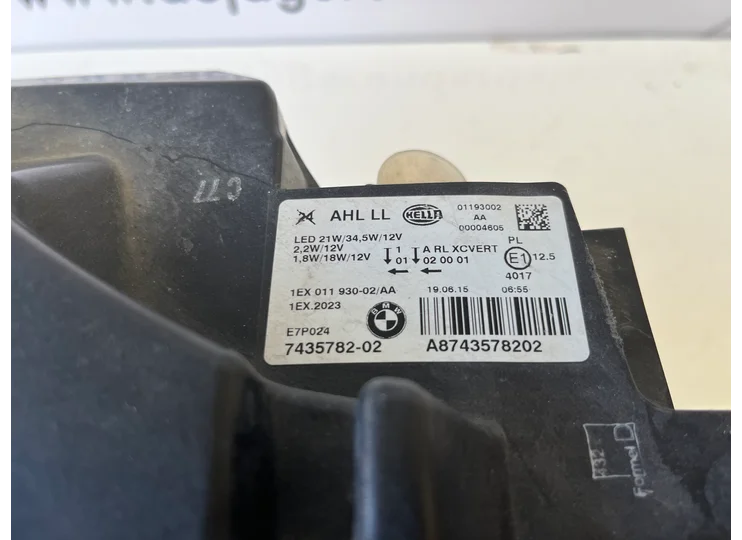 C77
AHL LL HELLA 01193002
AA
00004605
LED 21W/34,5W/12V
2,2W/12V
1,8W/18W/12V
1 A RL XCVERT PL
01 02 00 01 E1 12.5
4017
1EX 011 930-02/AA 19.06.15 06:55
1EX.2023
BMW
E7P024
7435782-02 A8743578202
Formel D